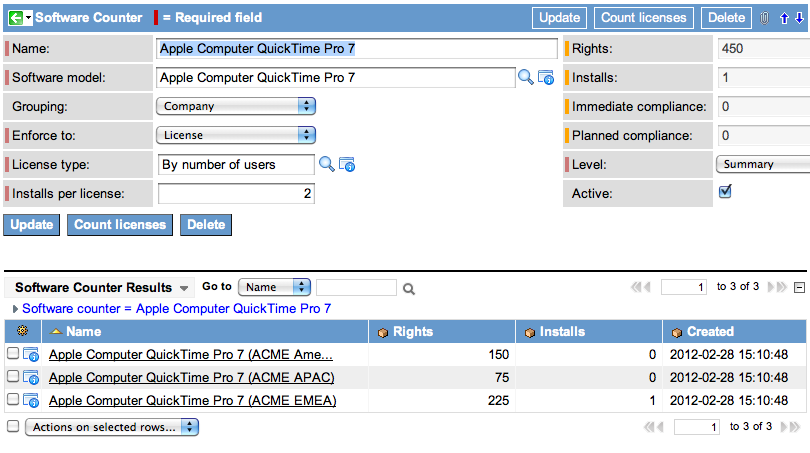 Software Counter = Required field Update Count licenses Delete
Name: Apple Computer QuickTime Pro 7 Rights: 450
Software model: Apple Computer QuickTime Pro 7 Installs: 1
Grouping: Company Immediate compliance: 0
Enforce to: License Planned compliance: 0
License type: By number of users Level: Summary
Installs per license: 2 Active:
Update Count licenses Delete
Software Counter Results Go to Name 1 to 3 of 3
Software counter = Apple Computer QuickTime Pro 7
Name Rights Installs Created
Apple Computer QuickTime Pro 7 (ACME Ame... 150 0 2012-02-28 15:10:48
Apple Computer QuickTime Pro 7 (ACME APAC) 75 0 2012-02-28 15:10:48
Apple Computer QuickTime Pro 7 (ACME EMEA) 225 1 2012-02-28 15:10:48
Actions on selected rows... 1 to 3 of 3